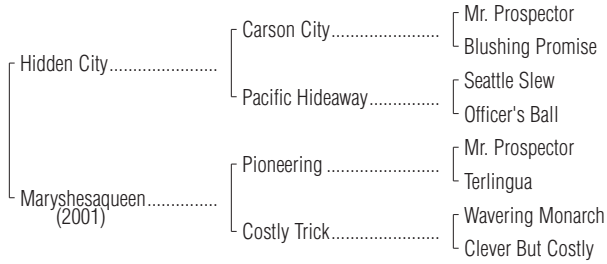 Mr. Prospector
Carson City
Blushing Promise
Hidden City
Seattle Slew
Pacific Hideaway
Officer's Ball
Mr. Prospector
Pioneering
Terlingua
Maryshesaqueen
(2001)
Wavering Monarch
Costly Trick
Clever But Costly